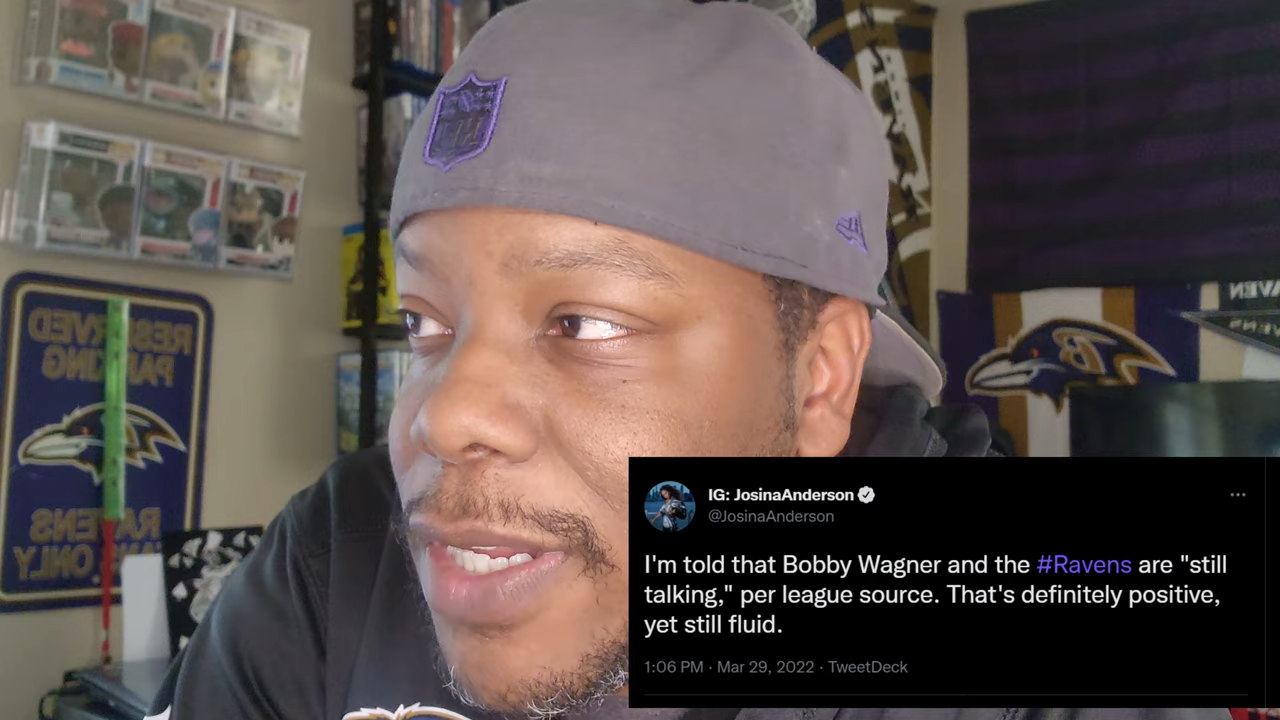 RESERVED
PARKING
RAVENS
ONLY
B
IG: JosinaAnderson
@JosinaAnderson
I'm told that Bobby Wagner and the #Ravens are "still
talking," per league source. That's definitely positive,
yet still fluid.
1:06 PM · Mar 29, 2022 · TweetDeck